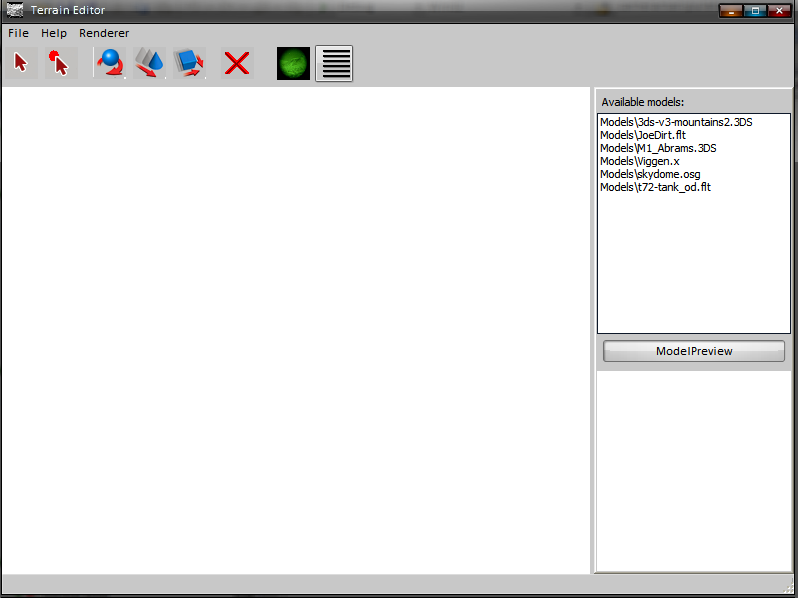 Terrain Editor
File Help Renderer
Available models:
Models\3ds-v3-mountains2.3DS
Models\JoeDirt.flt
Models\M1_Abrams.3DS
Models\Viggen.x
Models\skydome.osg
Models\t72-tank_od.flt
ModelPreview